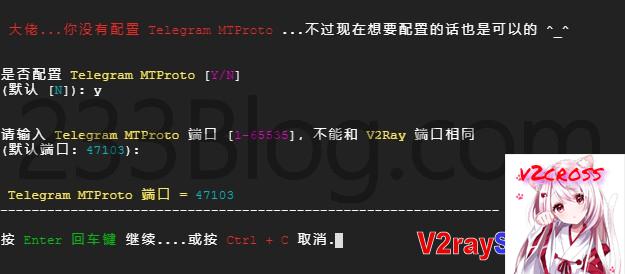 大佬...你没有配置 Telegram MTProto ...不过现在想要配置的话也是可以的 ^_^
是否配置 Telegram MTProto [Y/N]
(默认 [N]): y
请输入 Telegram MTProto 端口 [1-65535], 不能和 V2Ray 端口相同
(默认端口: 47103):
233Blog.com
v2cross
Telegram MTProto 端口 = 47103
----------------------------------------------------------------
按 Enter 回车键 继续....或按 Ctrl + C 取消.
V2rayS